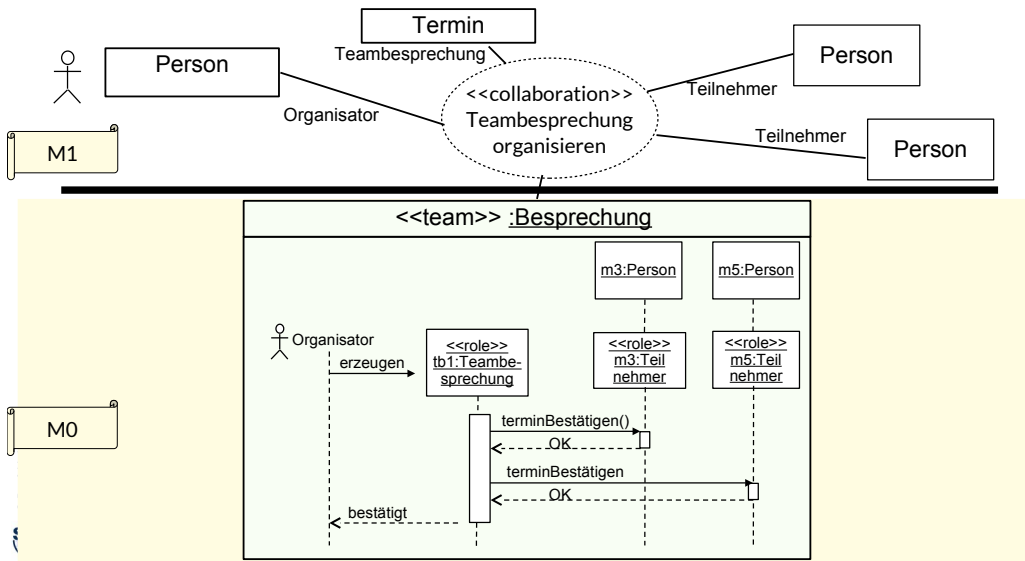 Termin
Teambesprechung
Person
Person
<<collaboration>>
Teambesprechung
organisieren
Teilnehmer
Organisator
Teilnehmer
Person
M1
<<team>> :Besprechung
m3:Person
m5:Person
Organisator
<<role>>
tb1:Teambe-
sprechung
<<role>>
m3:Teil
nehmer
<<role>>
m5:Teil
nehmer
erzeugen
M0
terminBestätigen()
OK
terminBestätigen
OK
bestätigt